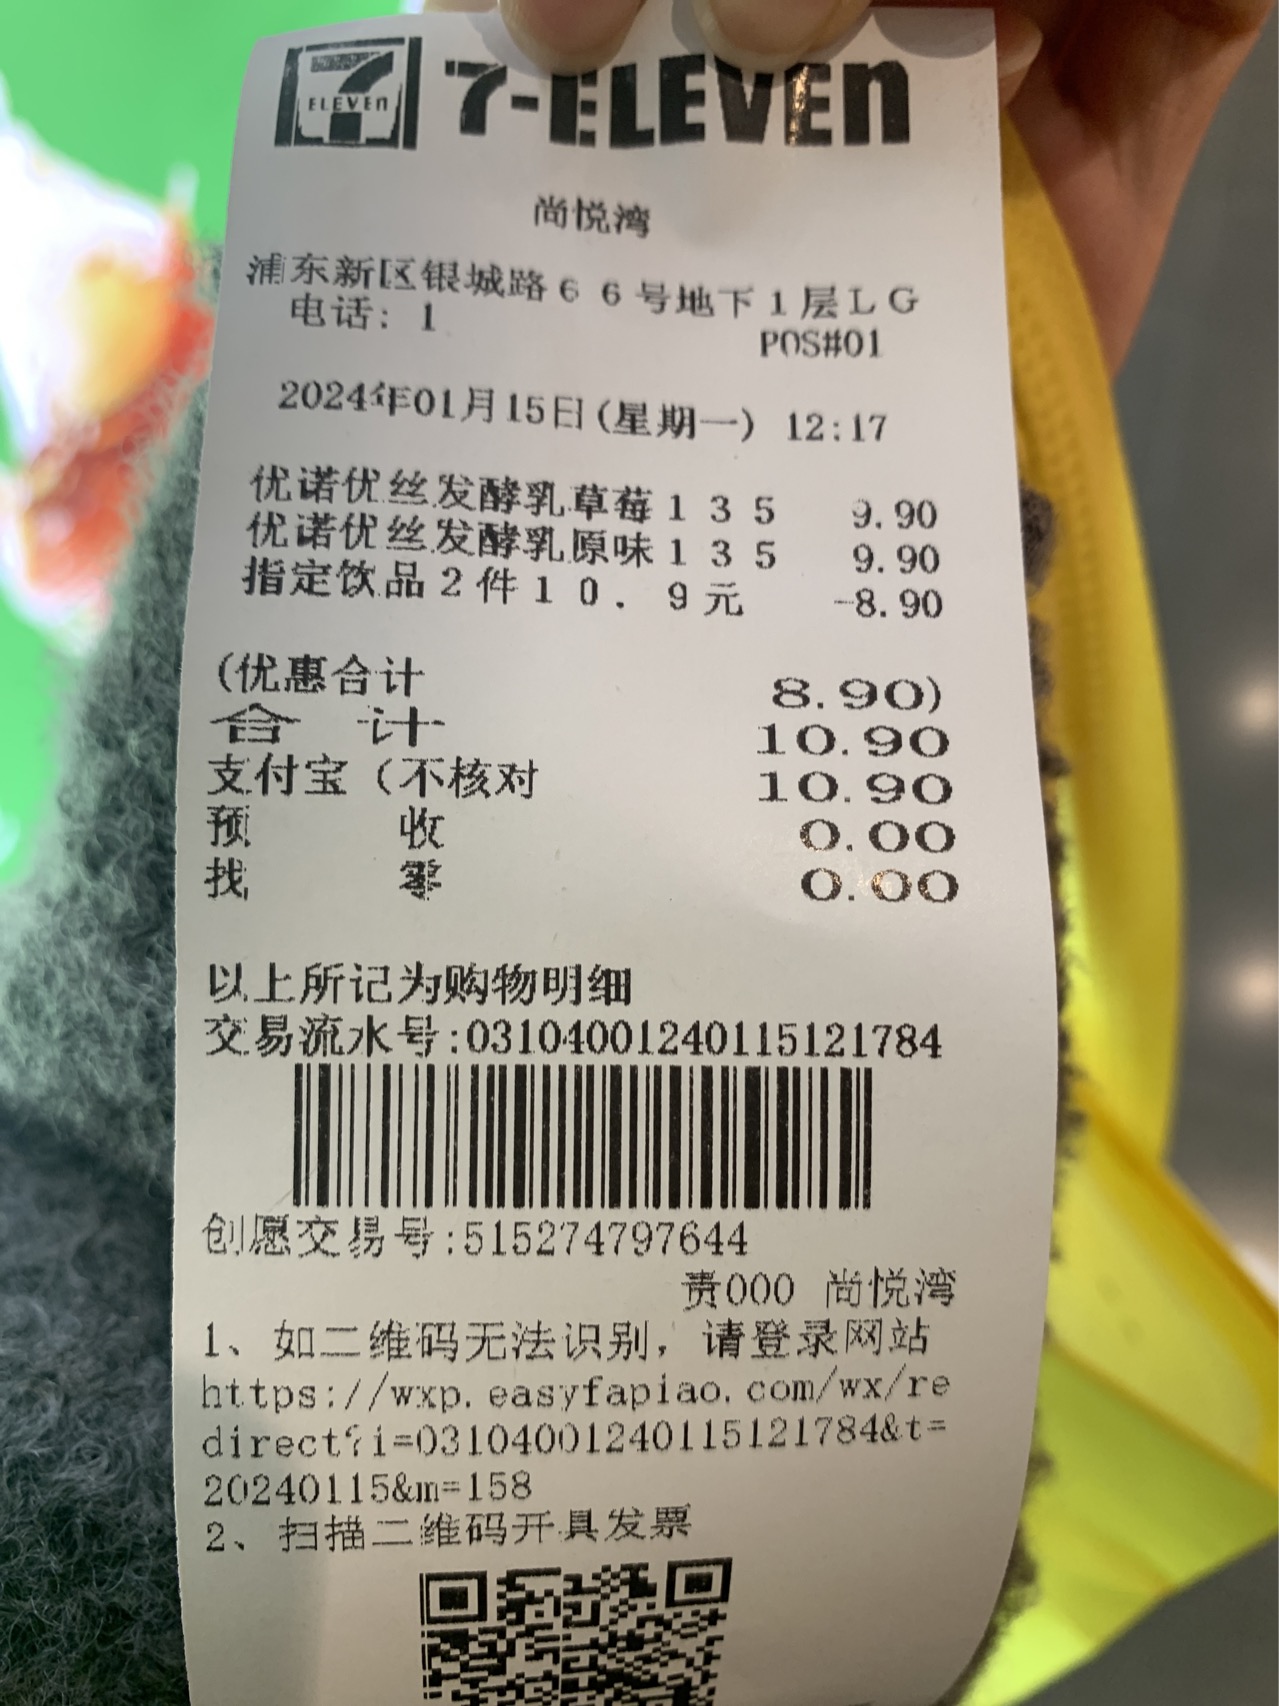 7-ELEVEn
ELEVEn
尚悦湾
浦东新区银城路66号地下1层LG
电话: 1
POS#01
2024年01月15日(星期一) 12:17
优诺优丝发酵乳草莓135 9.90
优诺优丝发酵乳原味135 9.90
指定饮品2件10.9元 -8.90
(优惠合计 8.90)
合 计 10.90
支付宝(不核对 10.90
预 收 0.00
找 零 0.00
以上所记为购物明细
交易流水号:031040012401151217​84
创愿交易号:515274797644
责000 尚悦湾
1、如二维码无法识别,请登录网站
https://wxp.easyfapiao.com/wx/re
direct?i=03104001240115121784&t=
20240115&m=158
2、扫描二维码开具发票